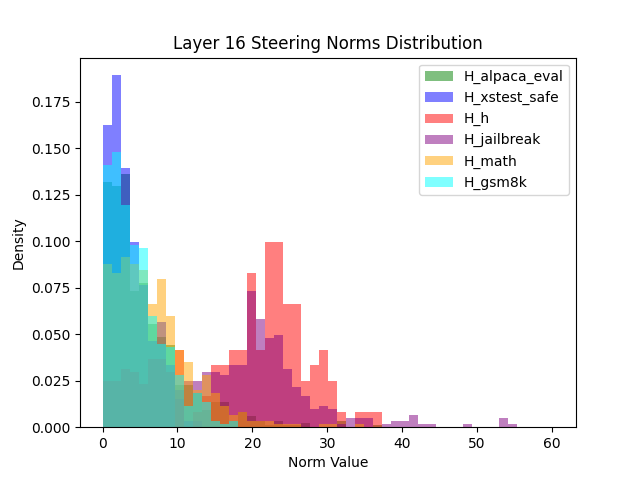 Layer 16 Steering Norms Distribution
H_alpaca_eval
H_xstest_safe
H_h
H_jailbreak
H_math
H_gsm8k
Density
0.175
0.150
0.125
0.100
0.075
0.050
0.025
0.000
0 10 20 30 40 50 60
Norm Value